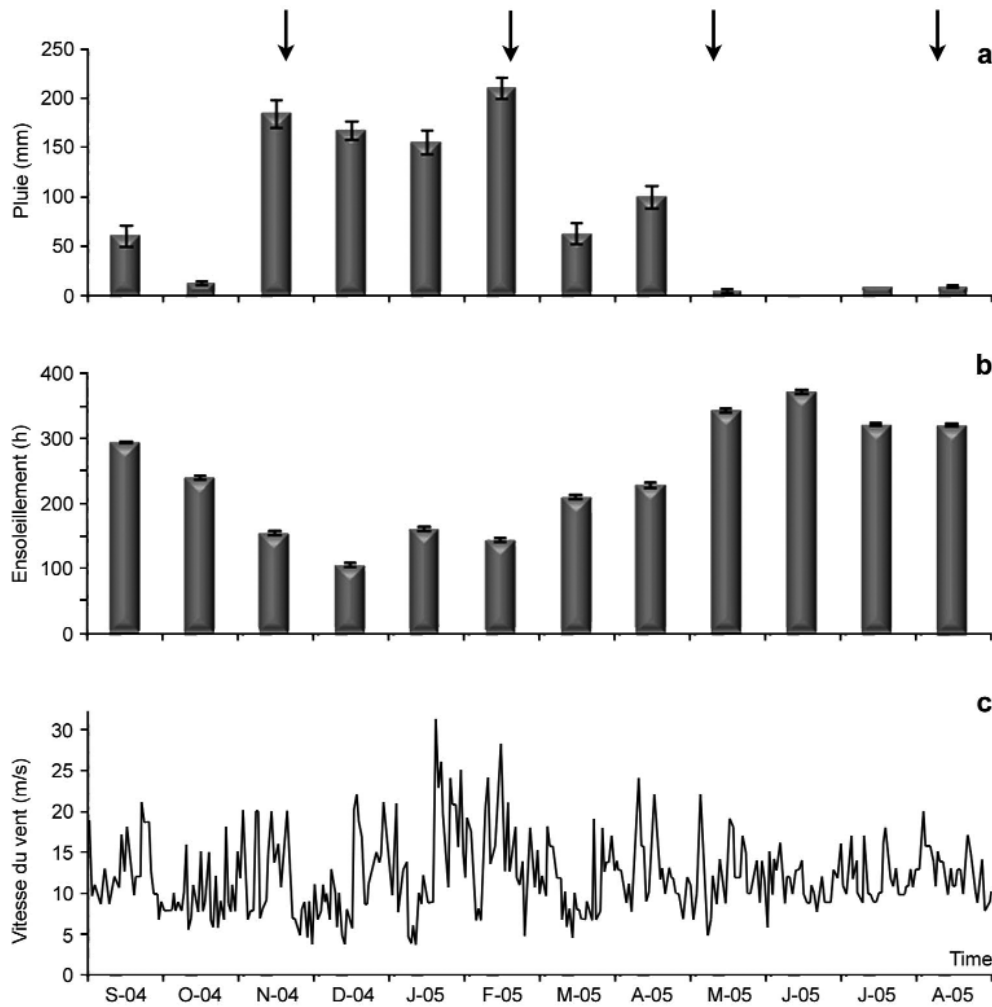 a
Pluie (mm)
250
200
150
100
50
0
b
Ensoleillement (h)
400
300
200
100
0
c
Vitesse du vent (m/s)
30
25
20
15
10
5
0
Time
S-04 O-04 N-04 D-04 J-05 F-05 M-05 A-05 M-05 J-05 J-05 A-05